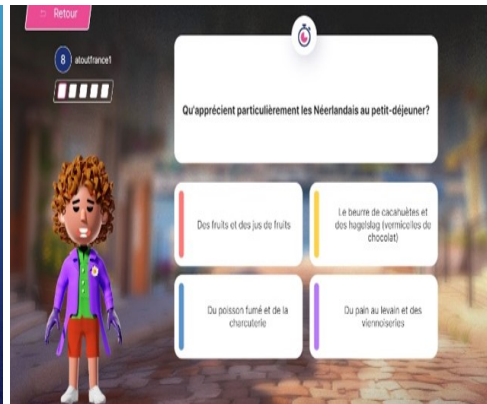 Retour
8 atoutfrance1
Qu'apprécient particulièrement les Néerlandais au petit-déjeuner?
Des fruits et des jus de fruits
Le beurre de cacahuètes et
des hagelslag (vermicelles de
chocolat)
Du poisson fumé et de la
charcuterie
Du pain au levain et des
viennoiseries